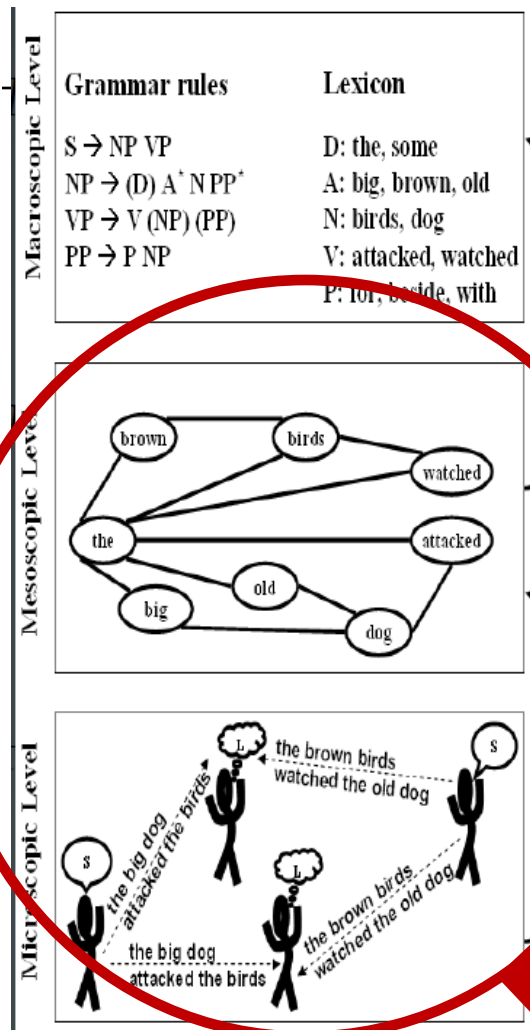 Macroscopic Level
Grammar rules
S → NP VP
NP → (D) A* N PP*
VP → V (NP) (PP)
PP → P NP
Lexicon
D: the, some
A: big, brown, old
N: birds, dog
V: attacked, watched
P: for, beside, with
Mesoscopic Level
brown
birds
watched
the
attacked
old
big
dog
Microscopic Level
L
S
the brown birds
watched the old dog
the big dog
attacked the birds
S
L
the brown birds
watched the old dog
the big dog
attacked the birds